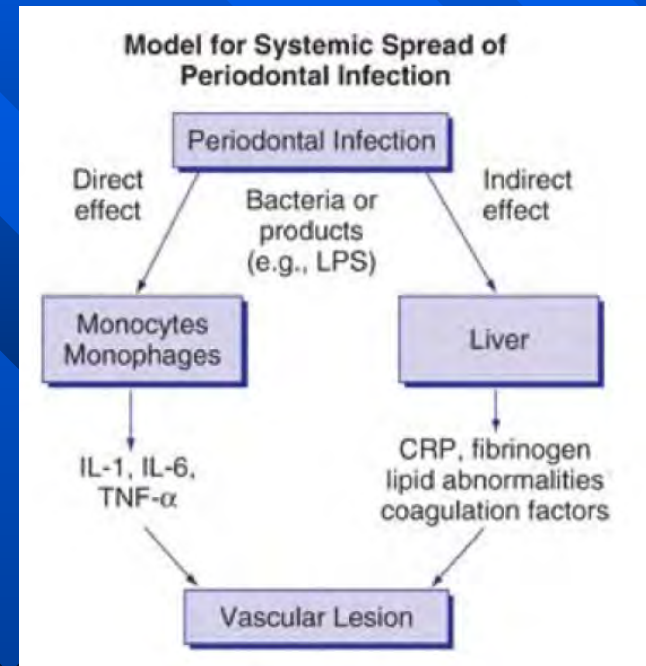 Model for Systemic Spread of
Periodontal Infection
Periodontal Infection
Direct
effect
Bacteria or
products
(e.g., LPS)
Indirect
effect
Monocytes
Monophages
Liver
IL-1, IL-6,
TNF-α
CRP, fibrinogen
lipid abnormalities
coagulation factors
Vascular Lesion